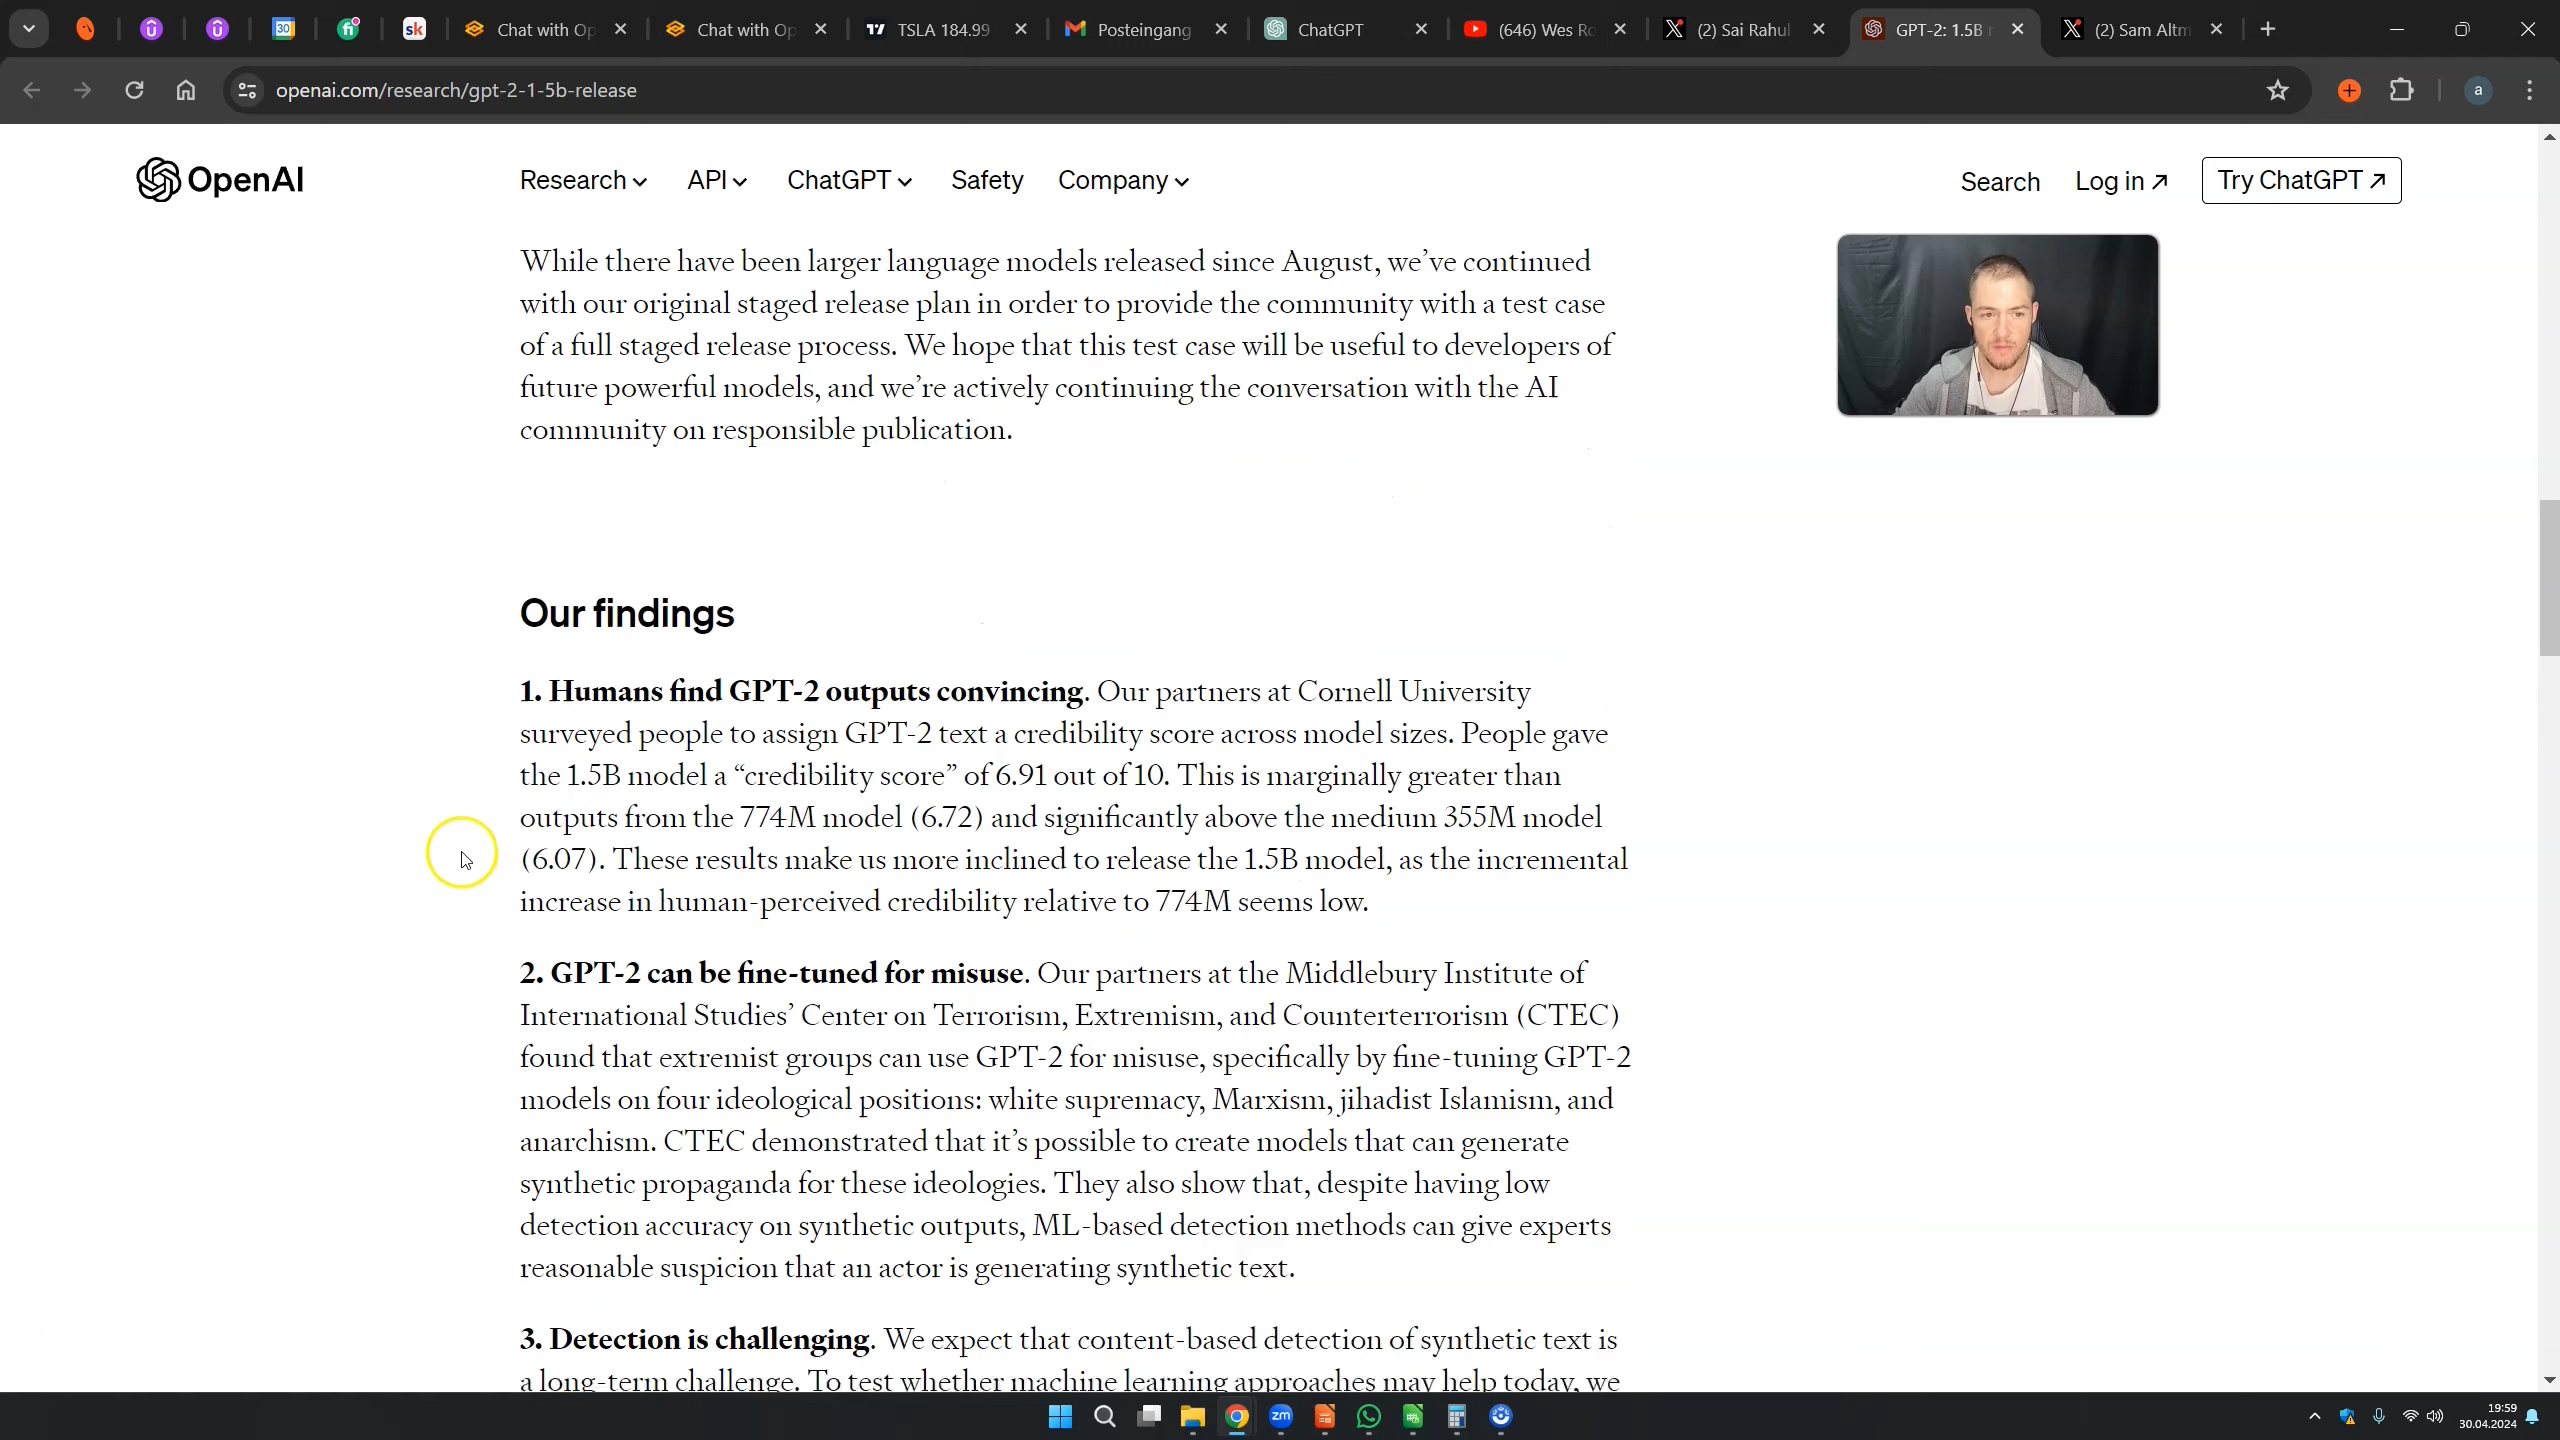 Chat with Op
Chat with Op
TSLA 184.99
Posteingang
ChatGPT
(646) Wes Ro
(2) Sai Rahul
GPT-2: 1.5B r
(2) Sam Altm
openai.com/research/gpt-2-1-5b-release
a
OpenAI
Research
API
ChatGPT
Safety
Company
Search
Log in ↗
Try ChatGPT ↗
While there have been larger language models released since August, we’ve continued
with our original staged release plan in order to provide the community with a test case
of a full staged release process. We hope that this test case will be useful to developers of
future powerful models, and we’re actively continuing the conversation with the AI
community on responsible publication.
Our findings
1. Humans find GPT-2 outputs convincing. Our partners at Cornell University
surveyed people to assign GPT-2 text a credibility score across model sizes. People gave
the 1.5B model a “credibility score” of 6.91 out of 10. This is marginally greater than
outputs from the 774M model (6.72) and significantly above the medium 355M model
(6.07). These results make us more inclined to release the 1.5B model, as the incremental
increase in human-perceived credibility relative to 774M seems low.
2. GPT-2 can be fine-tuned for misuse. Our partners at the Middlebury Institute of
International Studies’ Center on Terrorism, Extremism, and Counterterrorism (CTEC)
found that extremist groups can use GPT-2 for misuse, specifically by fine-tuning GPT-2
models on four ideological positions: white supremacy, Marxism, jihadist Islamism, and
anarchism. CTEC demonstrated that it’s possible to create models that can generate
synthetic propaganda for these ideologies. They also show that, despite having low
detection accuracy on synthetic outputs, ML-based detection methods can give experts
reasonable suspicion that an actor is generating synthetic text.
3. Detection is challenging. We expect that content-based detection of synthetic text is
a long-term challenge. To test whether machine learning approaches may help today, we
19:59
30.04.2024